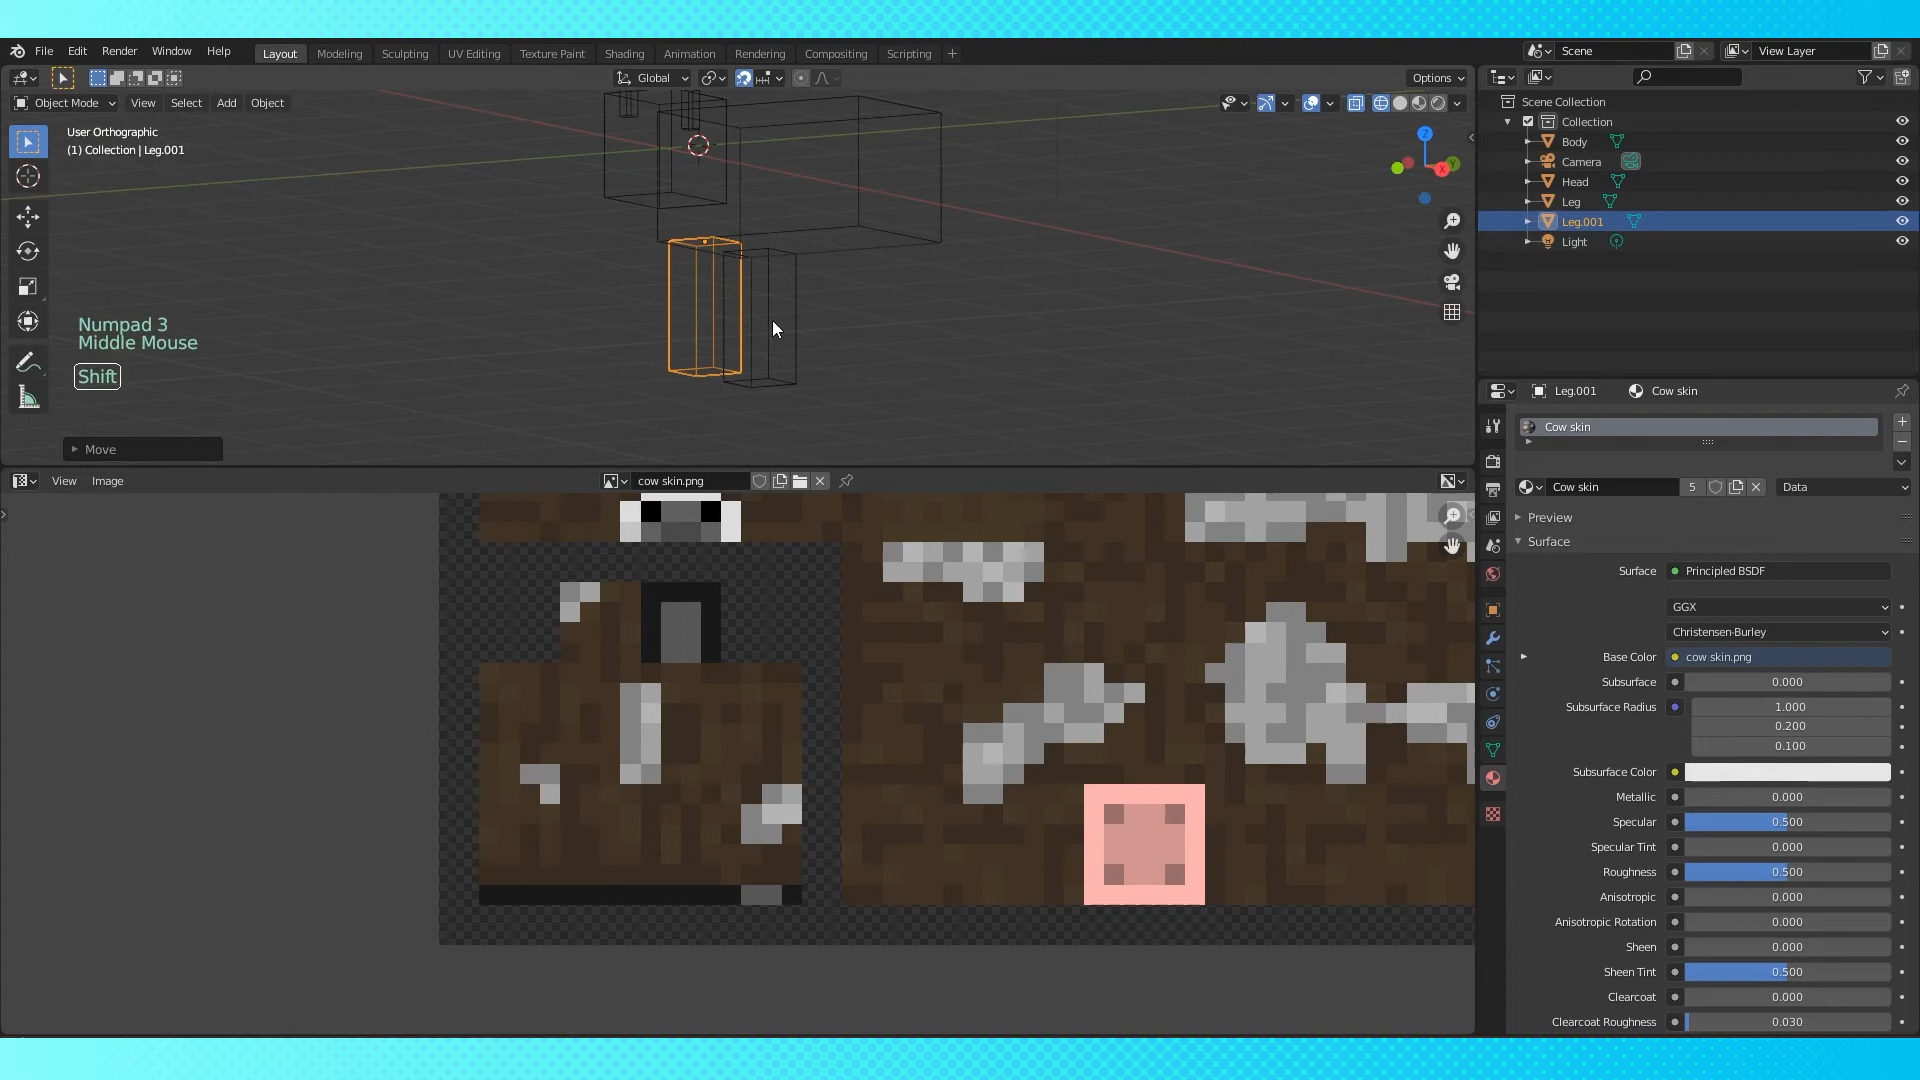 File Edit Render Window Help
Layout Modeling Sculpting UV Editing Texture Paint Shading Animation Rendering Compositing Scripting +
Scene
View Layer
Global
Options
Object Mode View Select Add Object
User Orthographic
(1) Collection | Leg.001
Z
Y
X
Numpad 3
Middle Mouse
Shift
Move
Scene Collection
Collection
Body
Camera
Head
Leg
Leg.001
Light
View Image
cow skin.png
Leg.001 Cow skin
Cow skin
Cow skin 5 Data
Preview
Surface
Surface Principled BSDF
GGX
Christensen-Burley
Base Color cow skin.png
Subsurface 0.000
Subsurface Radius 1.000
0.200
0.100
Subsurface Color
Metallic 0.000
Specular 0.500
Specular Tint 0.000
Roughness 0.500
Anisotropic 0.000
Anisotropic Rotation 0.000
Sheen 0.000
Sheen Tint 0.500
Clearcoat 0.000
Clearcoat Roughness 0.030